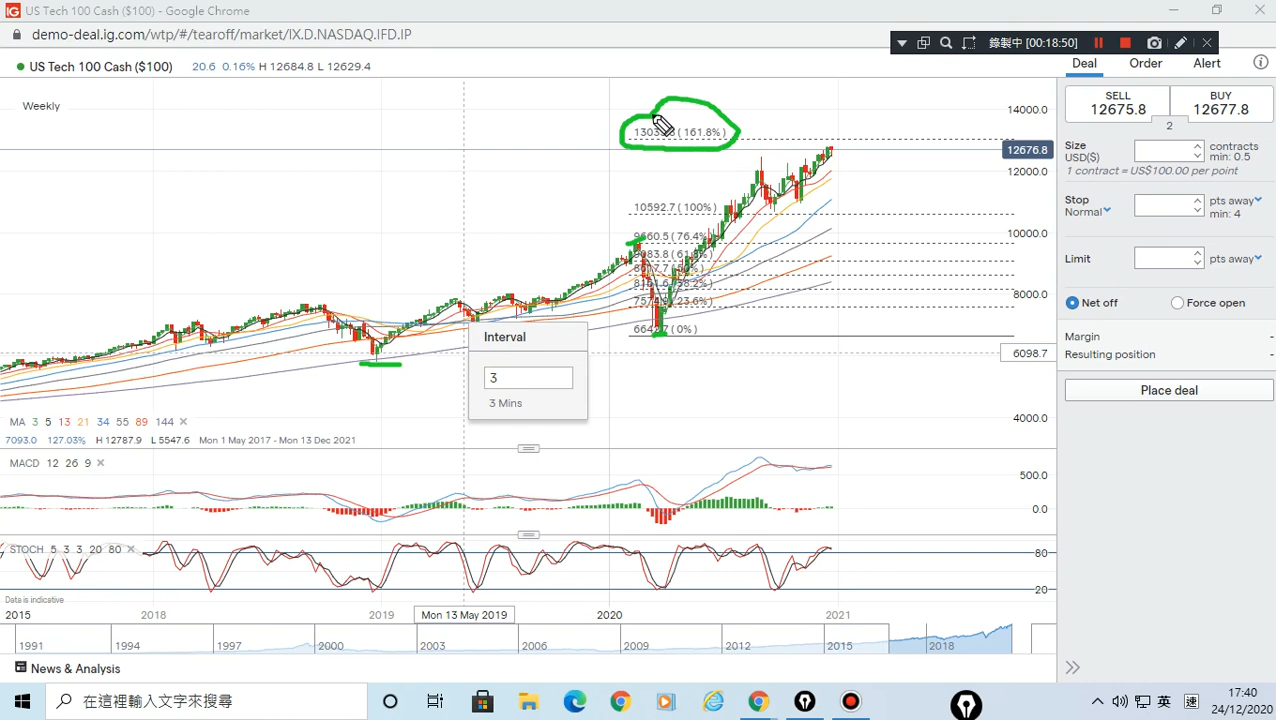 US Tech 100 Cash ($100) - Google Chrome
demo-deal.ig.com/wtp/#/tearoff/market/IX.D.NASDAQ.IFD.IP
錄製中 [00:18:50]
US Tech 100 Cash ($100) 20.6 0.16% H 12684.8 L 12629.4
Deal Order Alert
Weekly
14000.0
12676.8
12000.0
10000.0
8000.0
6098.7
4000.0
(161.8%)
10592.7 (100%)
9660.5 (76.4%)
7574.9 (23.6%)
(0%)
Interval
3
3 Mins
MA 3 5 13 21 34 55 89 144
7093.0 127.03% H 12787.9 L 5547.6 Mon 1 May 2017 - Mon 13 Dec 2021
MACD 12 26 9
500.0
0.0
STOCH 5 3 3 20 80
80
20
Data is indicative
2015 2018 2019 Mon 13 May 2019 2020 2021
1991 1994 1997 2000 2003 2006 2009 2012 2015 2018
News & Analysis
SELL
12675.8
BUY
12677.8
2
Size
USD($)
contracts
min: 0.5
1 contract = US$100.00 per point
Stop
Normal
pts away
min: 4
Limit
pts away
Net off Force open
Margin -
Resulting position -
Place deal
在這裡輸入文字來搜尋
英
17:40
24/12/2020